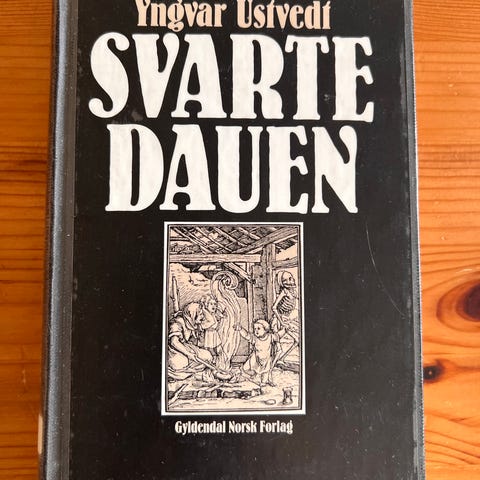 Yngvar Ustvedt
SVARTE
DAUEN
Gyldendal Norsk Forlag